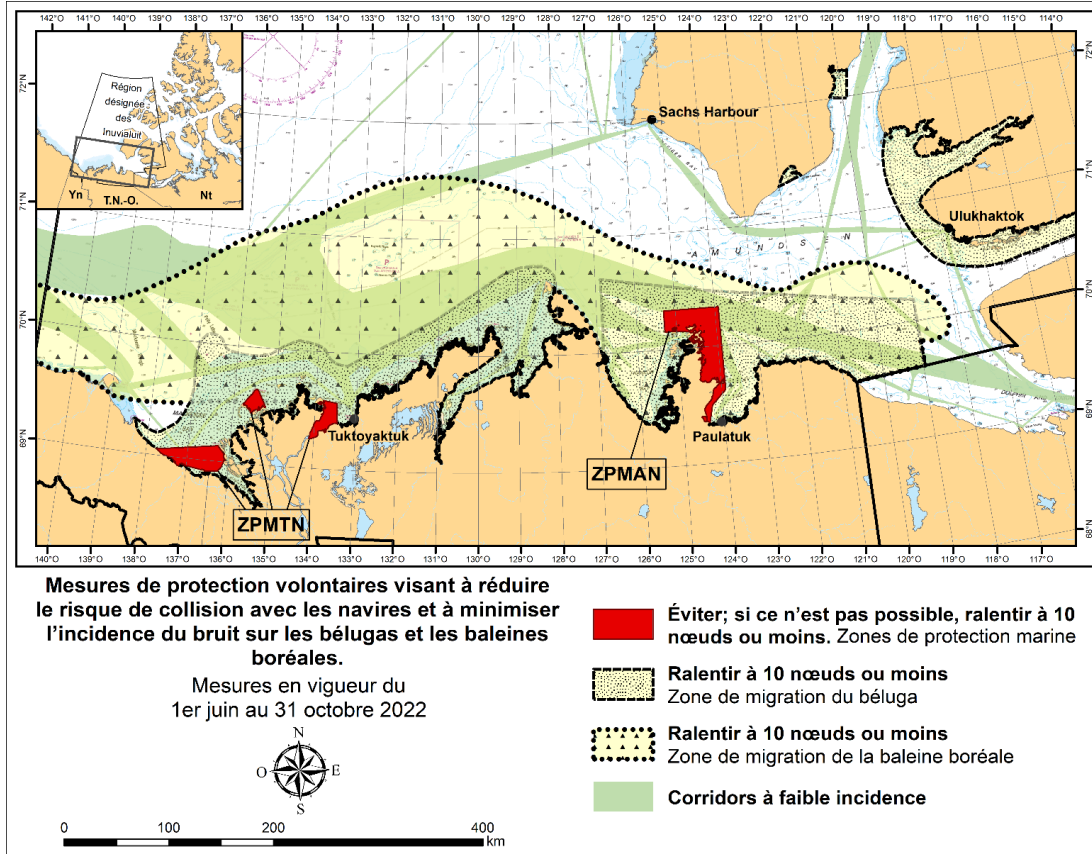 140°O 139°O 138°O 137°O 136°O 135°O 134°O 133°O 132°O 131°O 130°O 129°O 128°O 127°O 126°O 125°O 124°O 123°O 122°O 121°O 120°O 119°O 118°O 117°O 116°O 115°O 114°O
72°N
71°N
70°N
69°N
72°N
71°N
70°N
69°N
68°N
Région
désignée
des
Inuvialuit
Yn
Nt
T.N.-O.
Sachs Harbour
Ulukhaktok
AMUNDSEN
Tuktoyaktuk
Paulatuk
ZPMAN
ZPMTN
140°O 139°O 138°O 137°O 136°O 135°O 134°O 133°O 132°O 131°O 130°O 129°O 128°O 127°O 126°O 125°O 124°O 123°O 122°O 121°O 120°O 119°O 118°O 117°O
Mesures de protection volontaires visant à réduire
le risque de collision avec les navires et à minimiser
l'incidence du bruit sur les bélugas et les baleines
boréales.
Mesures en vigueur du
1er juin au 31 octobre 2022
N
O
E
S
0 100 200 400
km
Éviter; si ce n'est pas possible, ralentir à 10
nœuds ou moins. Zones de protection marine
Ralentir à 10 nœuds ou moins
Zone de migration du béluga
Ralentir à 10 nœuds ou moins
Zone de migration de la baleine boréale
Corridors à faible incidence